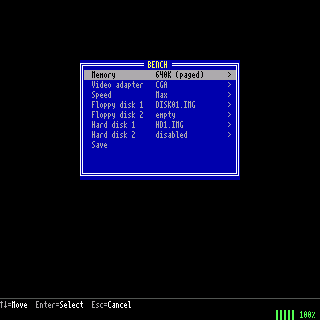 BENCH
Memory 640K (paged) >
Video adapter CGA >
Speed Max >
Floppy disk 1 DISK01.IMG >
Floppy disk 2 empty >
Hard disk 1 HD1.IMG >
Hard disk 2 disabled >
Save
↑↓=Move Enter=Select Esc=Cancel
100%